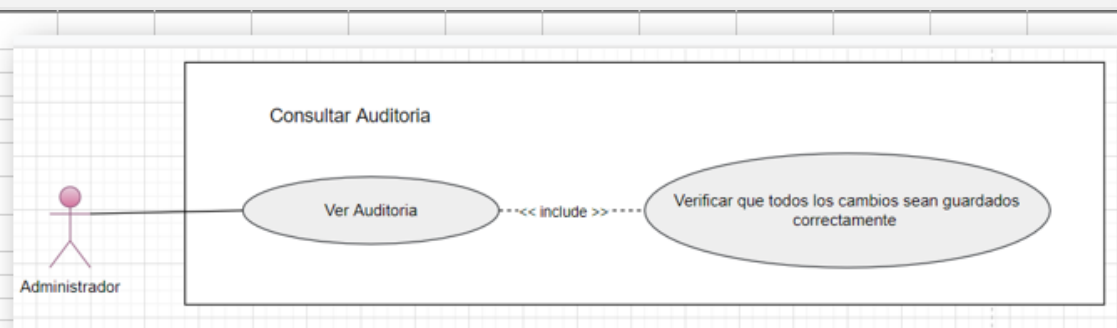 Consultar Auditoria
Ver Auditoria
<< include >>
Verificar que todos los cambios sean guardados
correctamente
Administrador